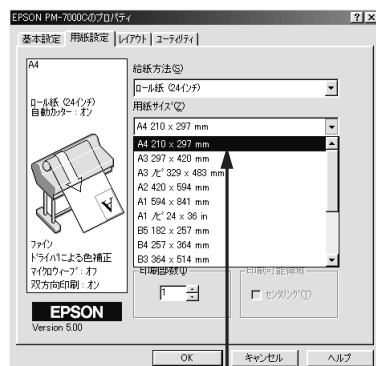 EPSON PM-7000Cのプロパティ
基本設定 用紙設定 レイアウト ユーティリティ
A4
ロール紙 (24インチ)
自動カッター : オン
ファイン
ドライバによる色補正
マイクロウィーブ : オフ
双方向印刷 : オン
EPSON
Version 5.00
給紙方法(S)
ロール紙 (24インチ)
用紙サイズ(Z)
A4 210 x 297 mm
A4 210 x 297 mm
A3 297 x 420 mm
A3 ノビ 329 x 483 mm
A2 420 x 594 mm
A1 594 x 841 mm
A1 ノビ 24 x 36 in
B5 182 x 257 mm
B4 257 x 364 mm
B3 364 x 514 mm
印刷部数
1
印刷可能領域
センタリング(T)
OK キャンセル ヘルプ